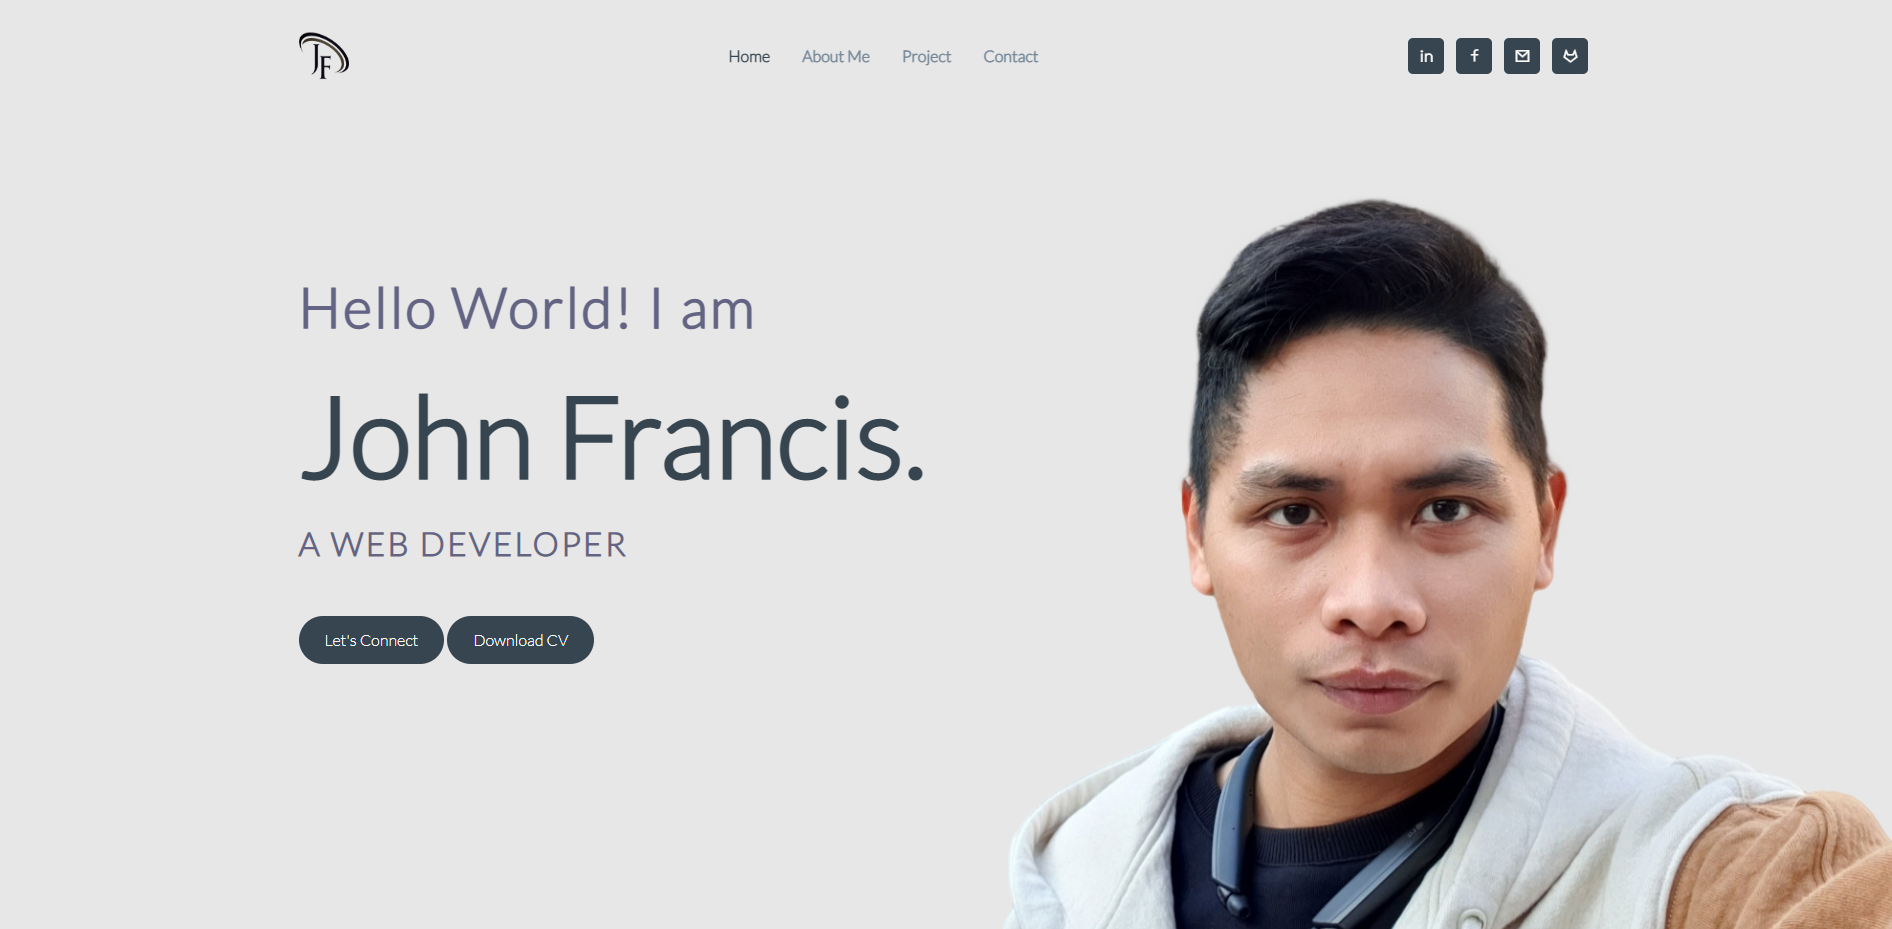 JF
Home About Me Project Contact
in f
Hello World! I am
John Francis.
A WEB DEVELOPER
Let's Connect Download CV